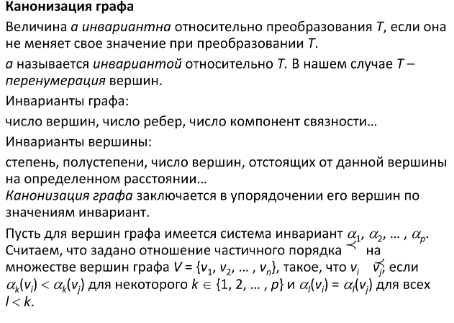 Канонизация графа
Величина a инвариантна относительно преобразования T, если она
не меняет свое значение при преобразовании T.
a называется инвариантой относительно T. В нашем случае T –
перенумерация вершин.
Инварианты графа:
число вершин, число ребер, число компонент связности...
Инварианты вершины:
степень, полустепени, число вершин, отстоящих от данной вершины
на определенном расстоянии...
Канонизация графа заключается в упорядочении его вершин по
значениям инвариант.
Пусть для вершин графа имеется система инвариант α₁, α₂, ... , αₚ.
Считаем, что задано отношение частичного порядка ≺ на
множестве вершин графа V = {v₁, v₂, ... , vₙ}, такое, что vᵢ ≺ vⱼ, если
αₖ(vᵢ) < αₖ(vⱼ) для некоторого k ∈ {1, 2, ... , p} и αₗ(vᵢ) = αₗ(vⱼ) для всех
l < k.